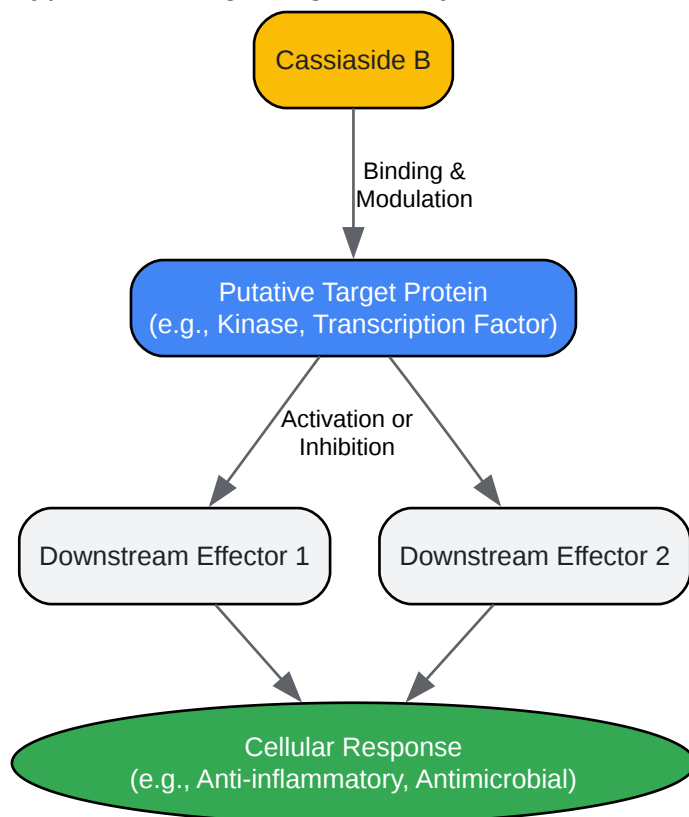 Cassiaside B
Binding &
Modulation
Putative Target Protein
(e.g., Kinase, Transcription Factor)
Activation or
Inhibition
Downstream Effector 1
Downstream Effector 2
Cellular Response
(e.g., Anti-inflammatory, Antimicrobial)